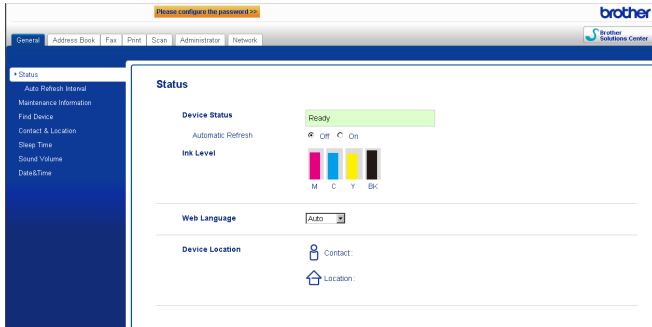 Please configure the password >>
brother
General Address Book Fax Print Scan Administrator Network
Brother
Solutions Center
Status
Auto Refresh Interval
Maintenance Information
Find Device
Contact & Location
Sleep Time
Sound Volume
Date&Time
Status
Device Status Ready
Automatic Refresh Off On
Ink Level
M C Y BK
Web Language Auto
Device Location Contact :
Location :